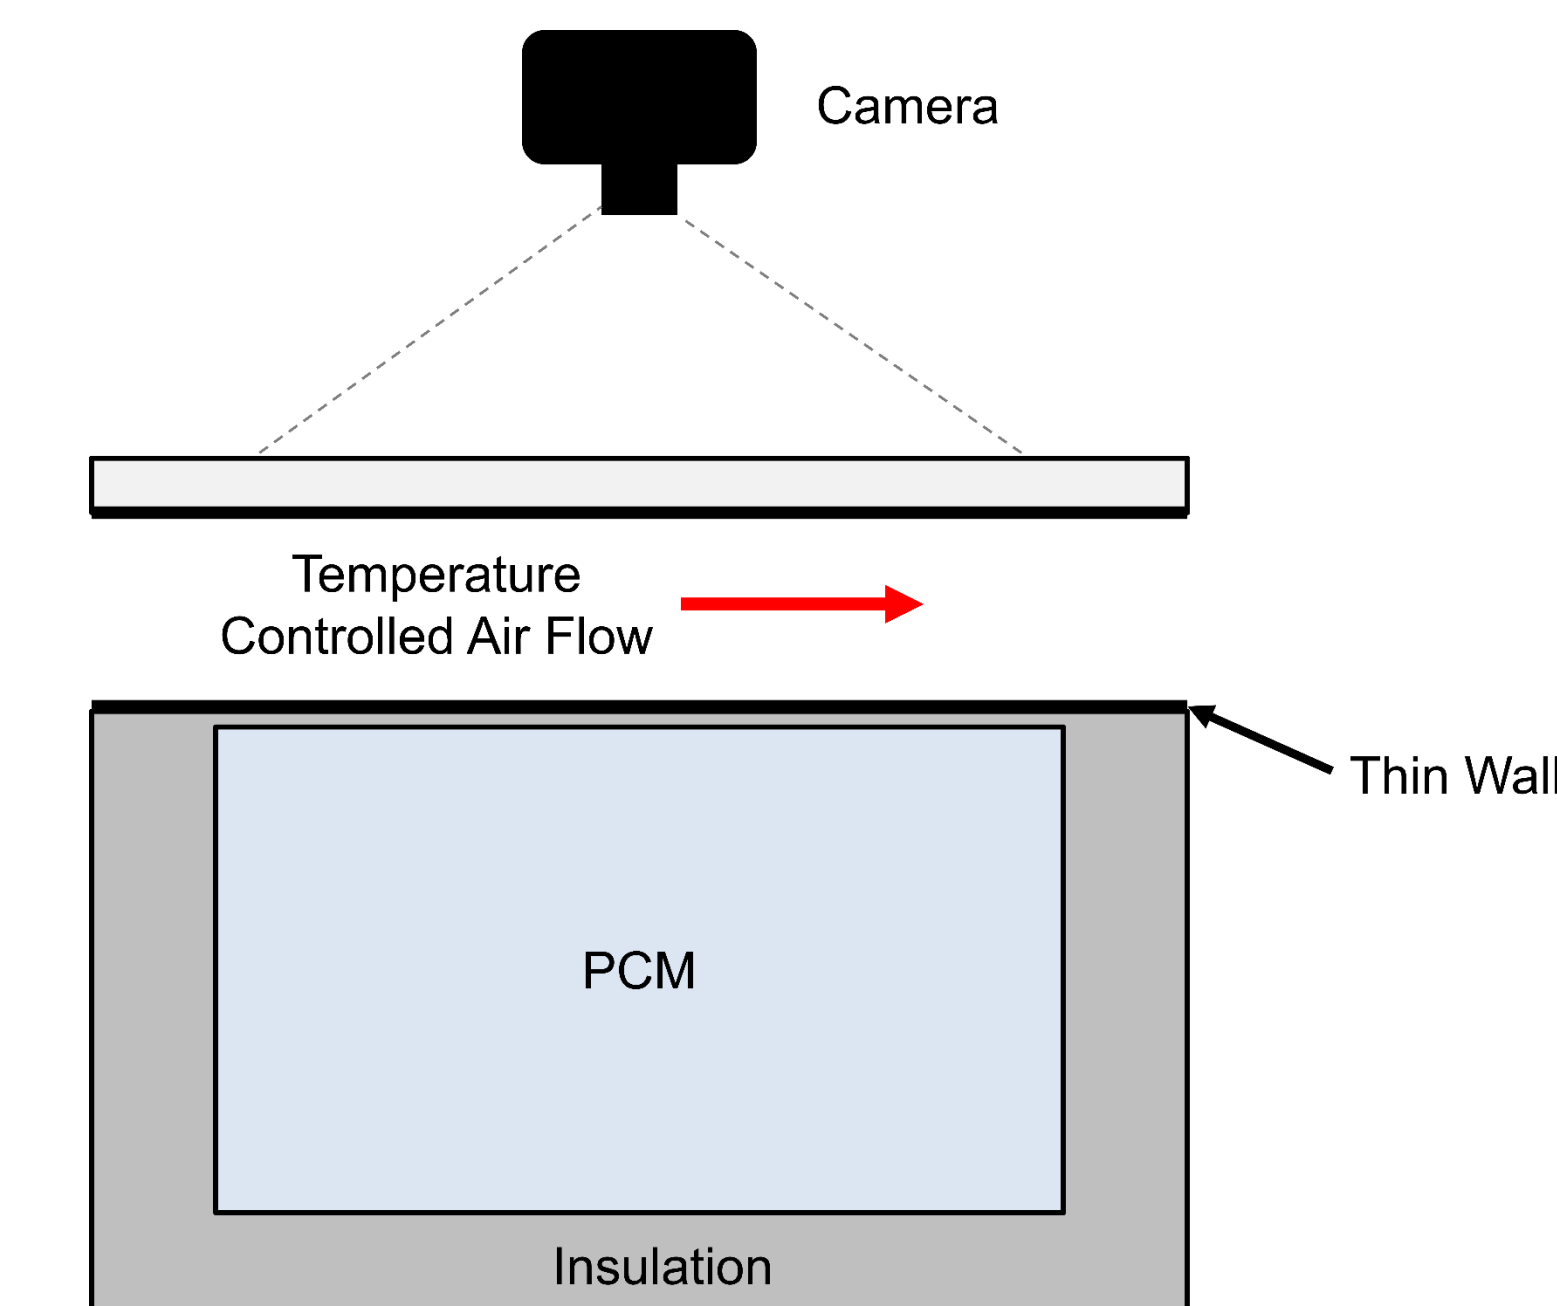 Camera
Temperature
Controlled Air Flow
Thin Wall
PCM
Insulation